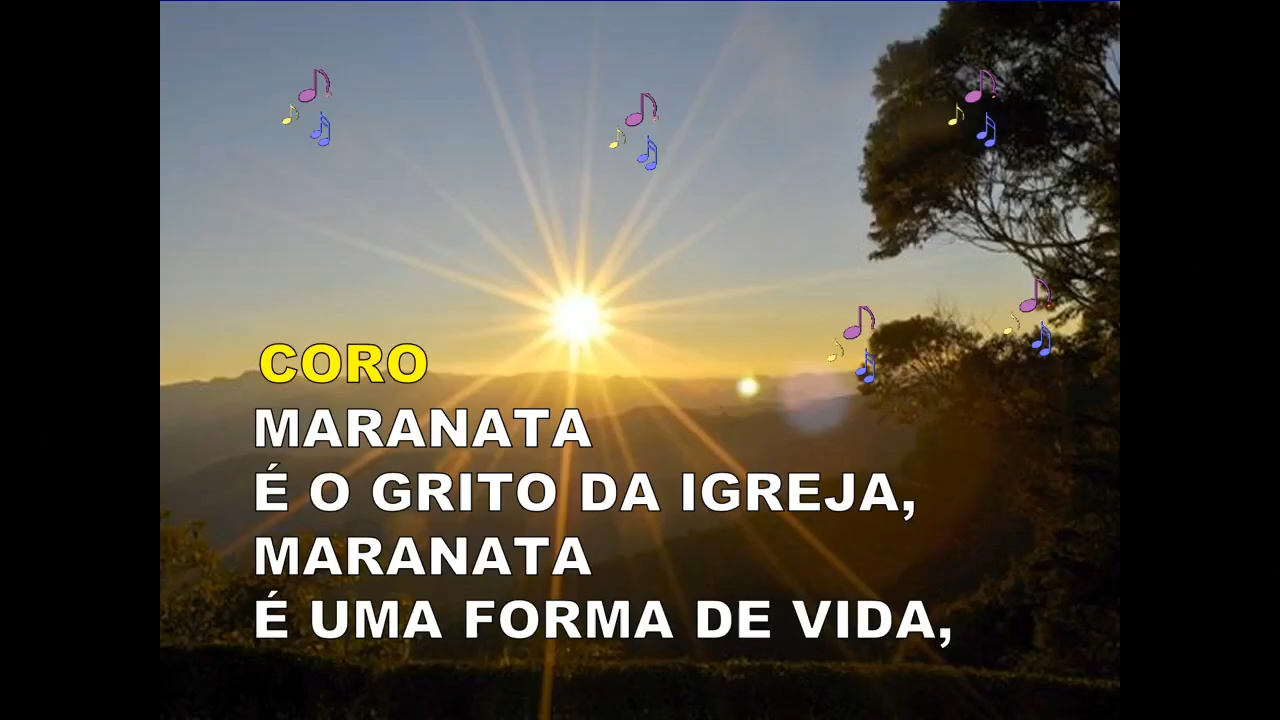 CORO
MARANATA
É O GRITO DA IGREJA,
MARANATA
É UMA FORMA DE VIDA,